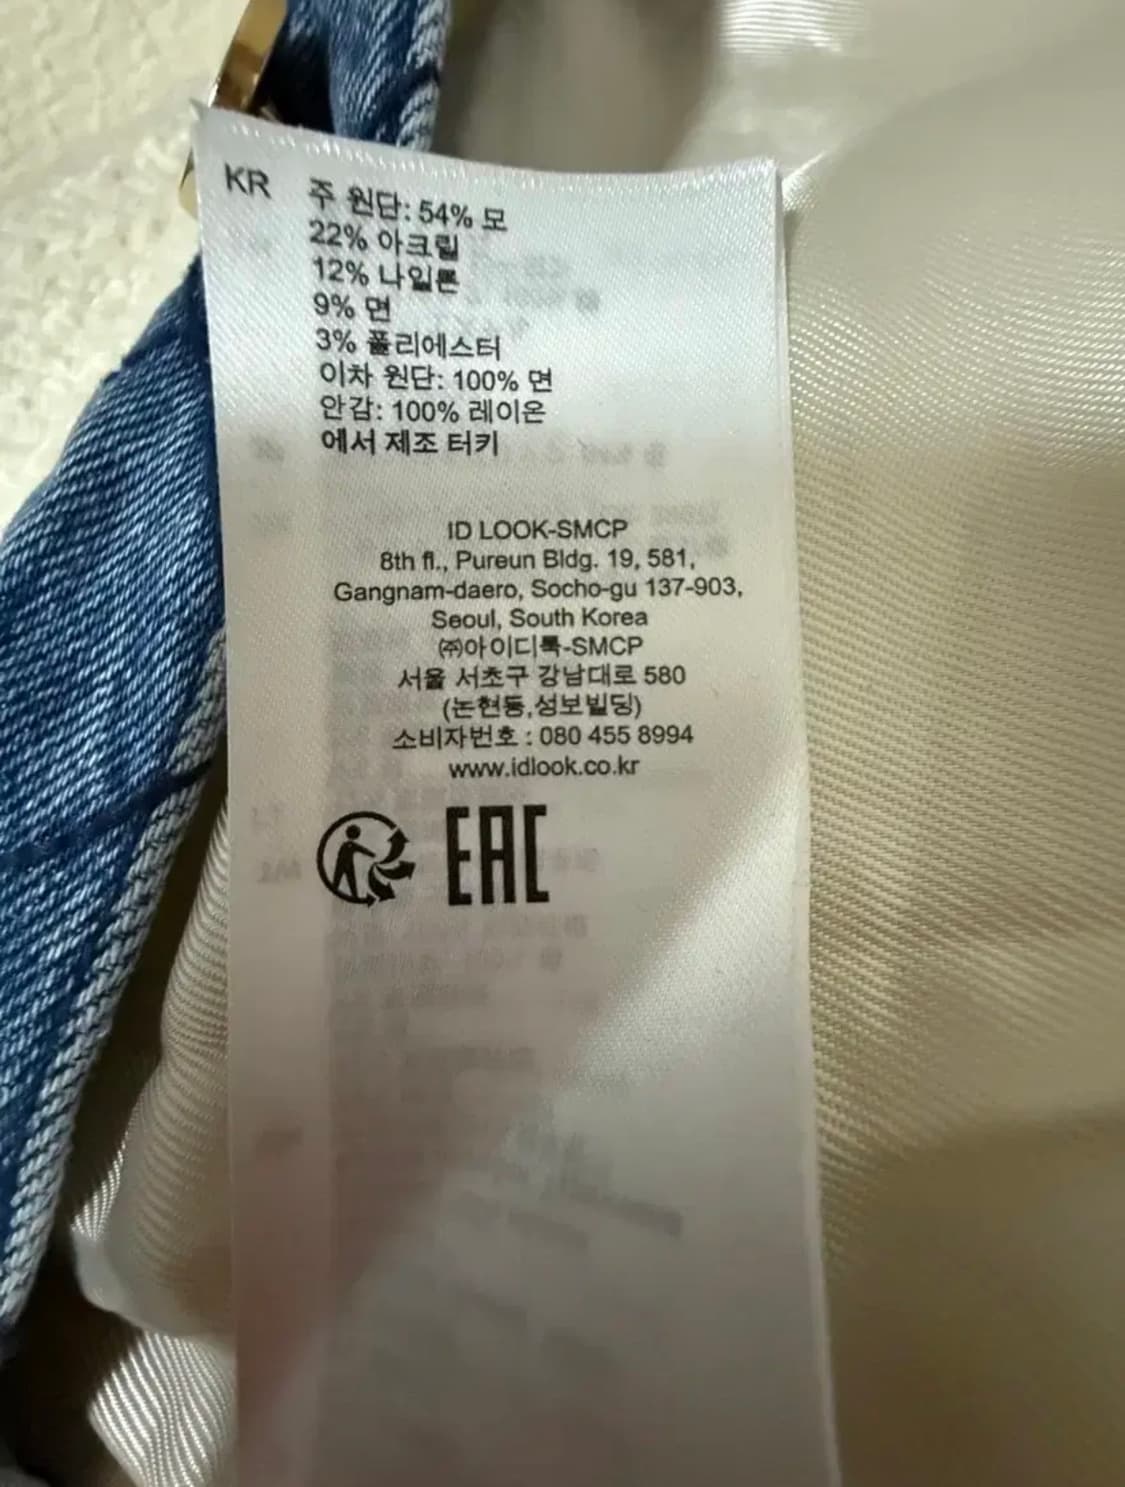 KR 주 원단: 54% 모
22% 아크릴
12% 나일론
9% 면
3% 폴리에스터
이차 원단: 100% 면
안감: 100% 레이온
에서 제조 터키
ID LOOK-SMCP
8th fl., Pureun Bldg. 19, 581,
Gangnam-daero, Socho-gu 137-903,
Seoul, South Korea
㈜아이디룩-SMCP
서울 서초구 강남대로 580
(논현동,성보빌딩)
소비자번호 : 080 455 8994
www.idlook.co.kr
EAC